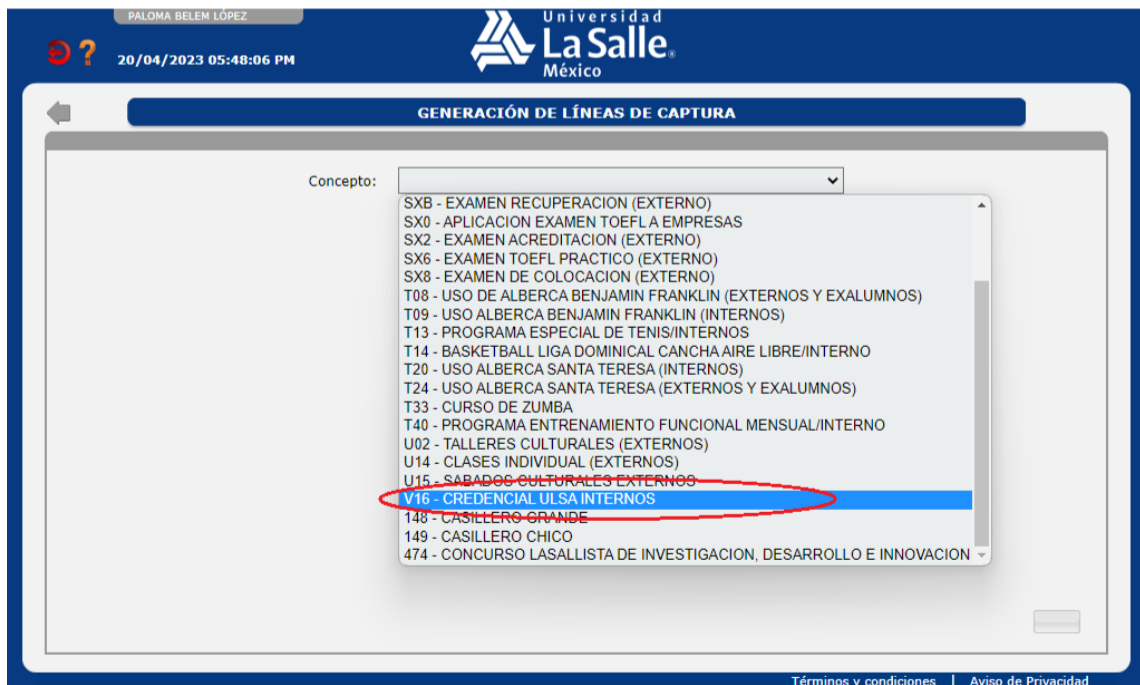 PALOMA BELEM LÓPEZ
Universidad
La Salle®
México
?
20/04/2023 05:48:06 PM
GENERACIÓN DE LÍNEAS DE CAPTURA
Concepto:
SXB - EXAMEN RECUPERACION (EXTERNO)
SX0 - APLICACION EXAMEN TOEFL A EMPRESAS
SX2 - EXAMEN ACREDITACION (EXTERNO)
SX6 - EXAMEN TOEFL PRACTICO (EXTERNO)
SX8 - EXAMEN DE COLOCACION (EXTERNO)
T08 - USO DE ALBERCA BENJAMIN FRANKLIN (EXTERNOS Y EXALUMNOS)
T09 - USO ALBERCA BENJAMIN FRANKLIN (INTERNOS)
T13 - PROGRAMA ESPECIAL DE TENIS/INTERNOS
T14 - BASKETBALL LIGA DOMINICAL CANCHA AIRE LIBRE/INTERNO
T20 - USO ALBERCA SANTA TERESA (INTERNOS)
T24 - USO ALBERCA SANTA TERESA (EXTERNOS Y EXALUMNOS)
T33 - CURSO DE ZUMBA
T40 - PROGRAMA ENTRENAMIENTO FUNCIONAL MENSUAL/INTERNO
U02 - TALLERES CULTURALES (EXTERNOS)
U14 - CLASES INDIVIDUAL (EXTERNOS)
U15 - SABADOS CULTURALES EXTERNOS
V16 - CREDENCIAL ULSA INTERNOS
148 - CASILLERO GRANDE
149 - CASILLERO CHICO
474 - CONCURSO LASALLISTA DE INVESTIGACION, DESARROLLO E INNOVACION
Términos y condiciones | Aviso de Privacidad